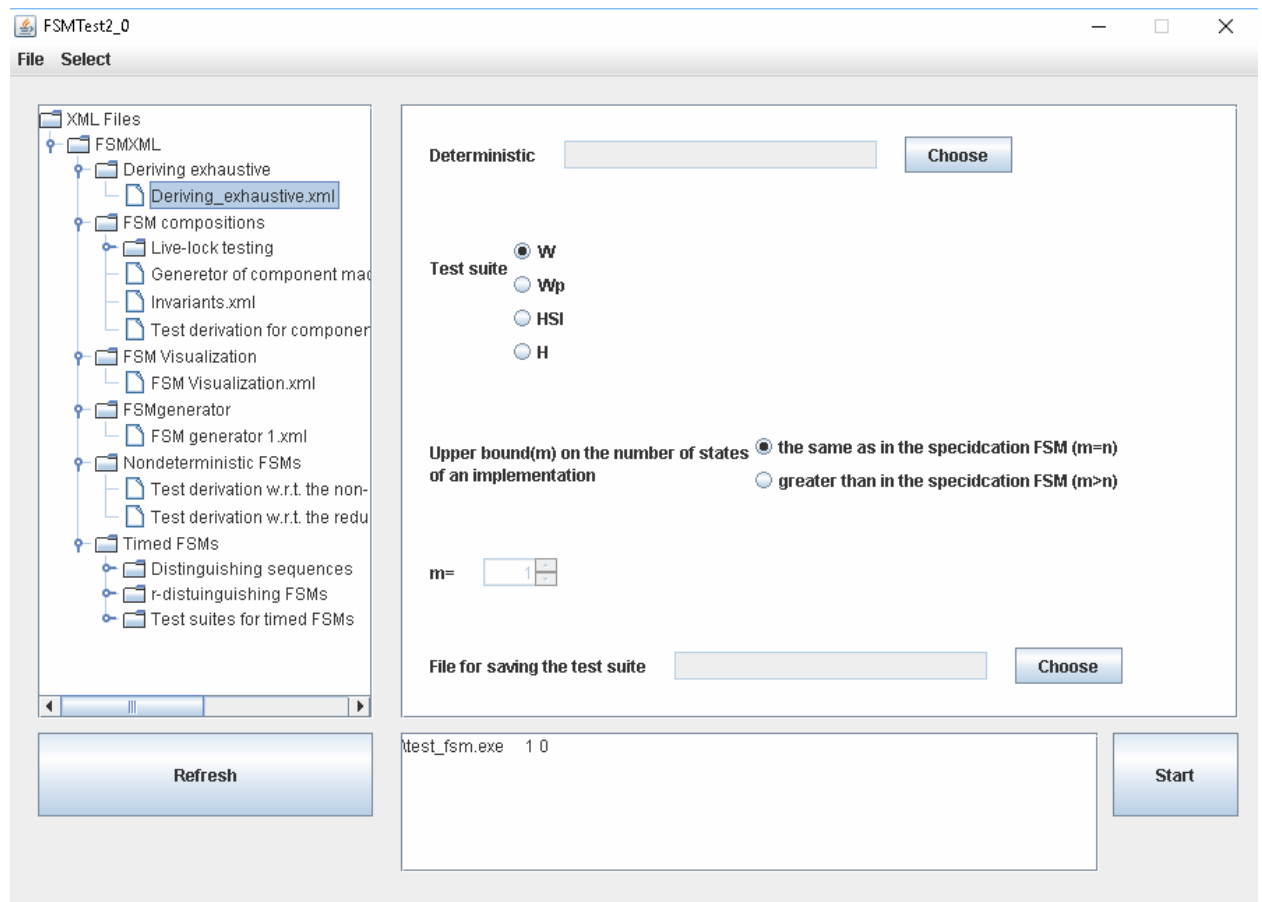 FSMTest2_0
File Select
XML Files
FSMXML
Deriving exhaustive
Deriving_exhaustive.xml
FSM compositions
Live-lock testing
Generetor of component mac
Invariants.xml
Test derivation for componer
FSM Visualization
FSM Visualization.xml
FSMgenerator
FSM generator 1.xml
Nondeterministic FSMs
Test derivation w.r.t. the non-
Test derivation w.r.t. the redu
Timed FSMs
Distinguishing sequences
r-distuinguishing FSMs
Test suites for timed FSMs
Refresh
Deterministic Choose
Test suite
W
Wp
HSI
H
Upper bound(m) on the number of states
of an implementation
the same as in the specidcation FSM (m=n)
greater than in the specidcation FSM (m>n)
m= 1
File for saving the test suite Choose
\test_fsm.exe 1 0
Start